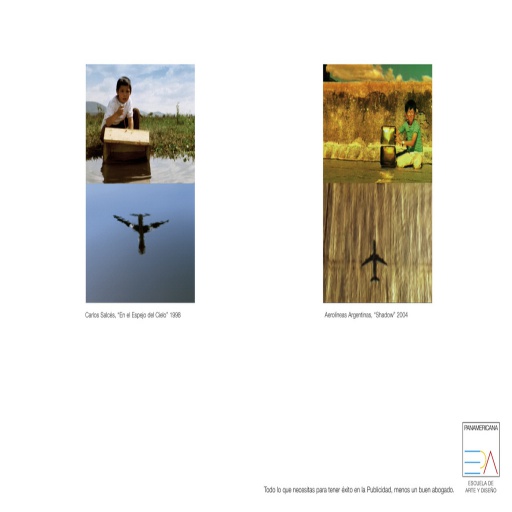 Carlos Salcés, "En el Espejo del Cielo" 1998
Aerolíneas Argentinas, "Shadow" 2004
PANAMERICANA
ESCUELA DE
ARTE Y DISEÑO
Todo lo que necesitas para tener éxito en la Publicidad, menos un buen abogado.